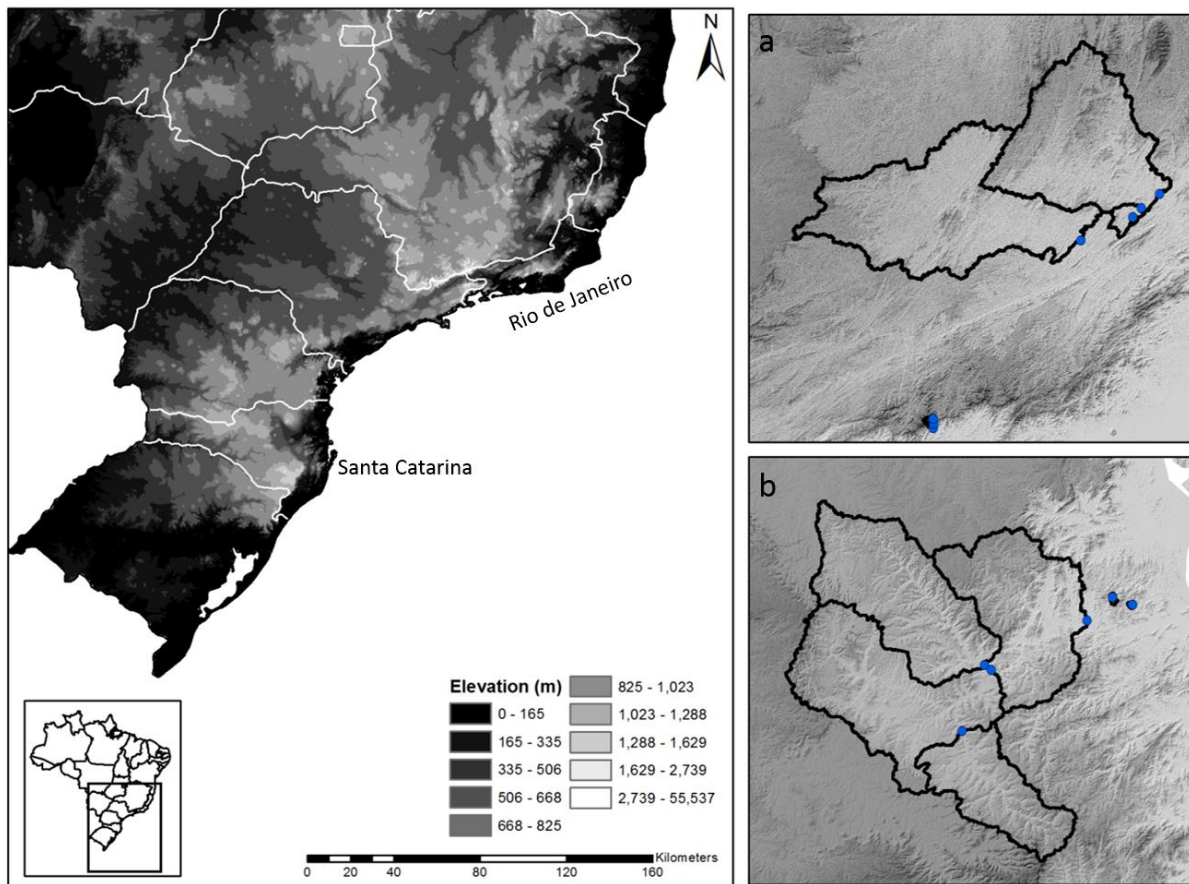 N
a
Rio de Janeiro
Santa Catarina
b
Elevation (m)
0 - 165
165 - 335
335 - 506
506 - 668
668 - 825
825 - 1,023
1,023 - 1,288
1,288 - 1,629
1,629 - 2,739
2,739 - 55,537
Kilometers
0 20 40 80 120 160